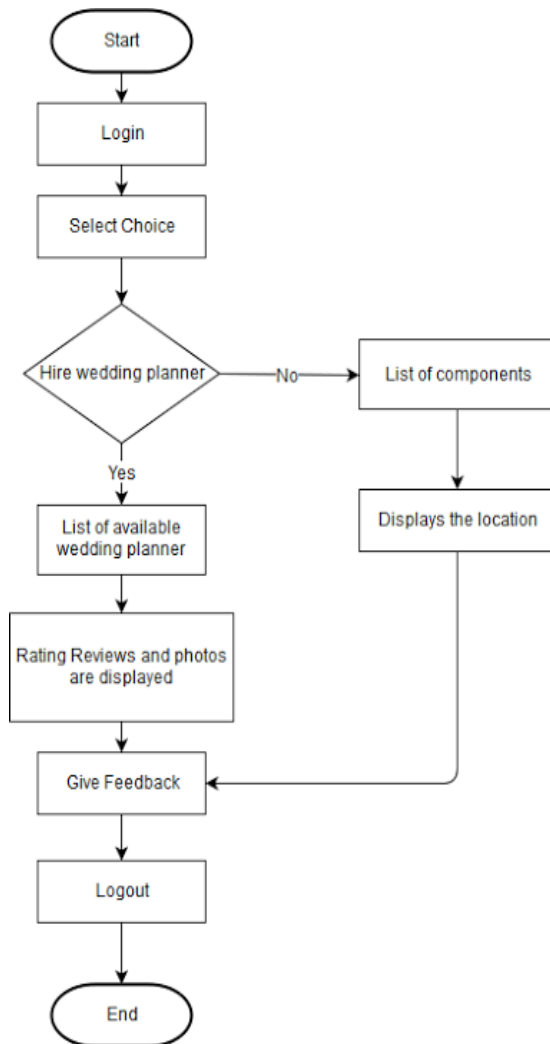 Start
Login
Select Choice
Hire wedding planner
No
List of components
Yes
Displays the location
List of available
wedding planner
Rating Reviews and photos
are displayed
Give Feedback
Logout
End